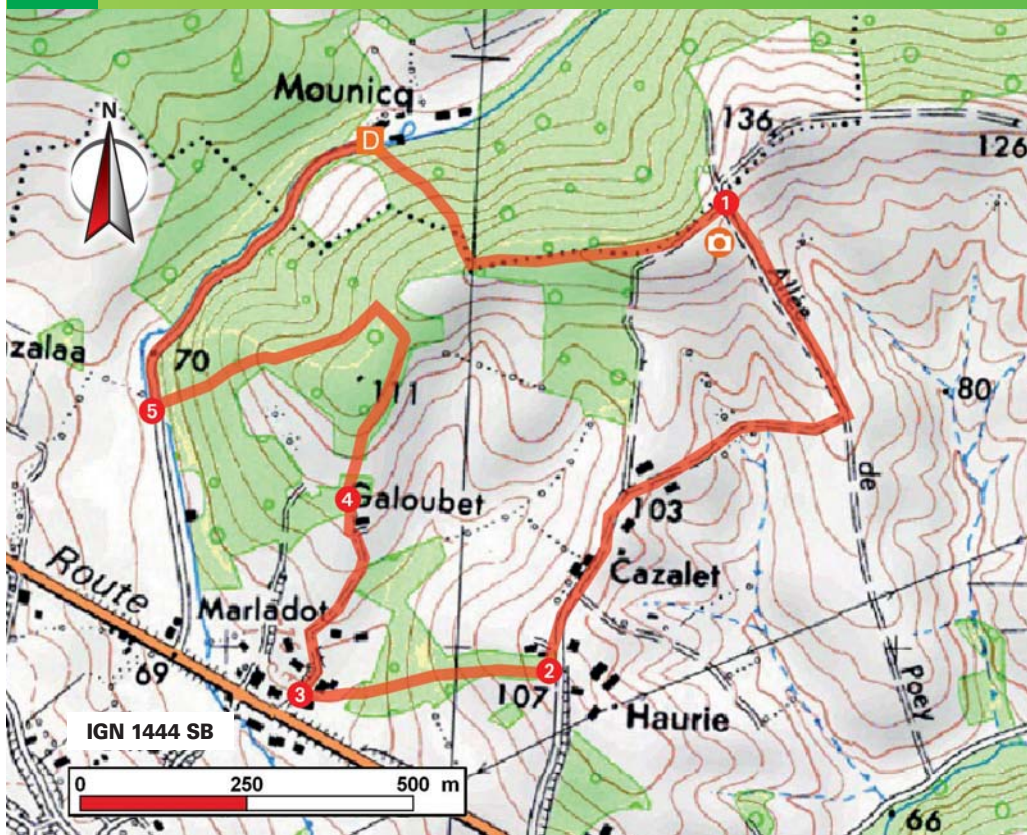 Mounicq
N
D
136
126
1
Allée
zalaa
70
111
80
5
de
4
Galoubet
103
Cazalet
Route
Marladot
2
107
69
3
Haurie
Poey
IGN 1444 SB
0 250 500 m
66